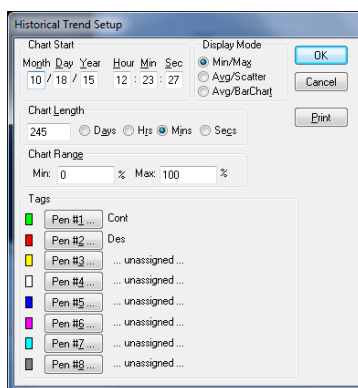 Historical Trend Setup
Chart Start
Month Day Year Hour Min Sec
10 / 18 / 15 12 : 23 : 27
Display Mode
Min/Max
Avg/Scatter
Avg/BarChart
OK
Cancel
Print
Chart Length
245 Days Hrs Mins Secs
Chart Range
Min: 0 % Max: 100 %
Tags
Pen #1 ... Cont
Pen #2 ... Des
Pen #3 ... ... unassigned ...
Pen #4 ... ... unassigned ...
Pen #5 ... ... unassigned ...
Pen #6 ... ... unassigned ...
Pen #7 ... ... unassigned ...
Pen #8 ... ... unassigned ...